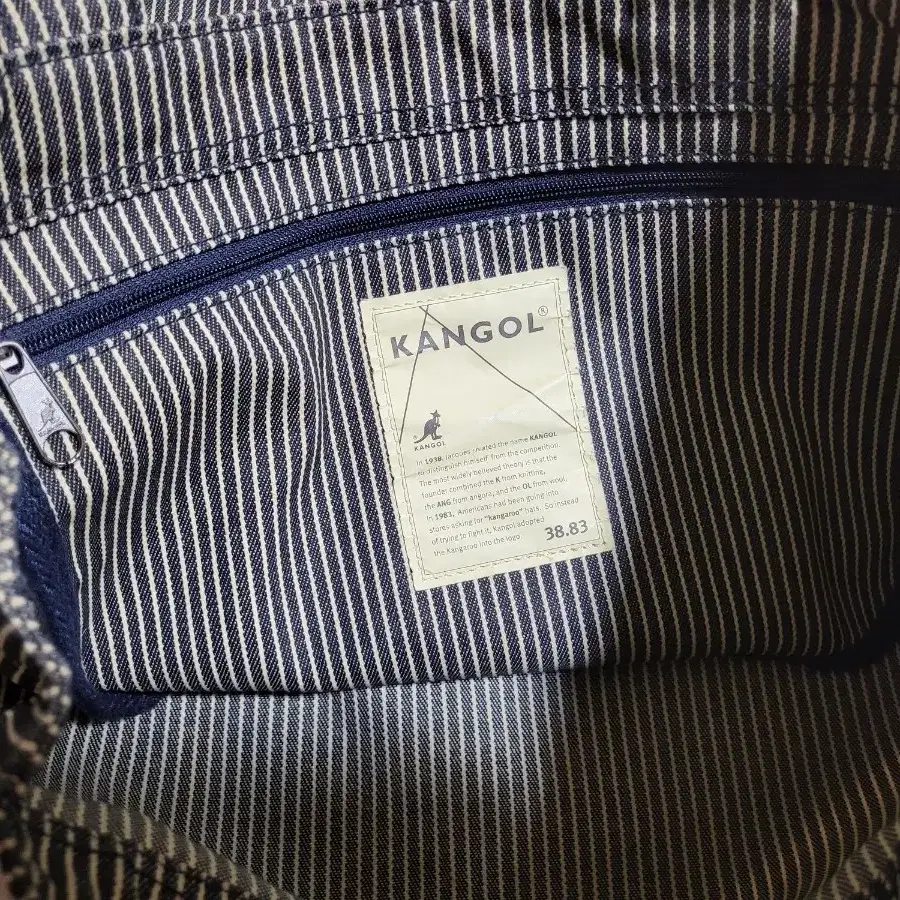 KANGOL®
KANGOL
In 1938, Jacques created the name KANGOL
to distinguish himself from the competition.
The most widely believed theory is that the
founder combined the K from knitting,
the ANG from angora, and the OL from wool.
In 1983, Americans had been going into
stores asking for "kangaroo" hats. So instead
of trying to fight it, Kangol adopted
the Kangaroo into the logo.
38.83